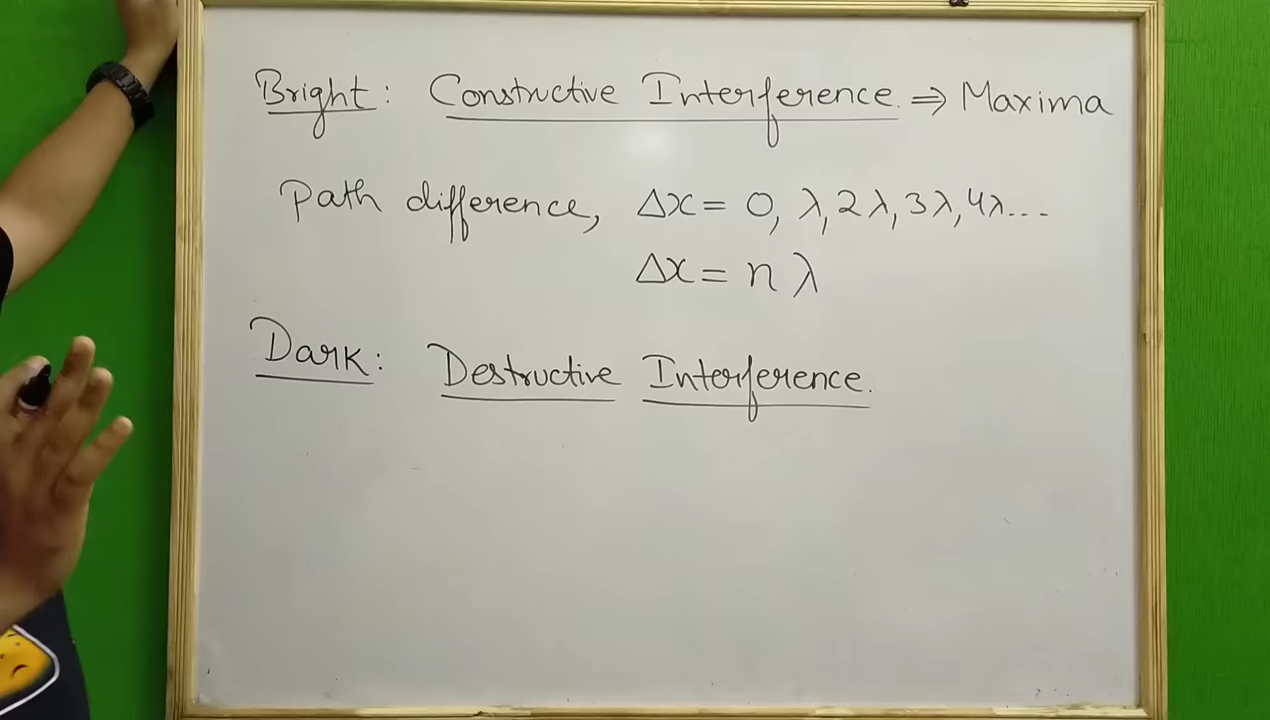 Bright: Constructive Interference. ⇒ Maxima
Path difference, Δx = 0, λ, 2λ, 3λ, 4λ...
Δx = nλ
Dark: Destructive Interference.